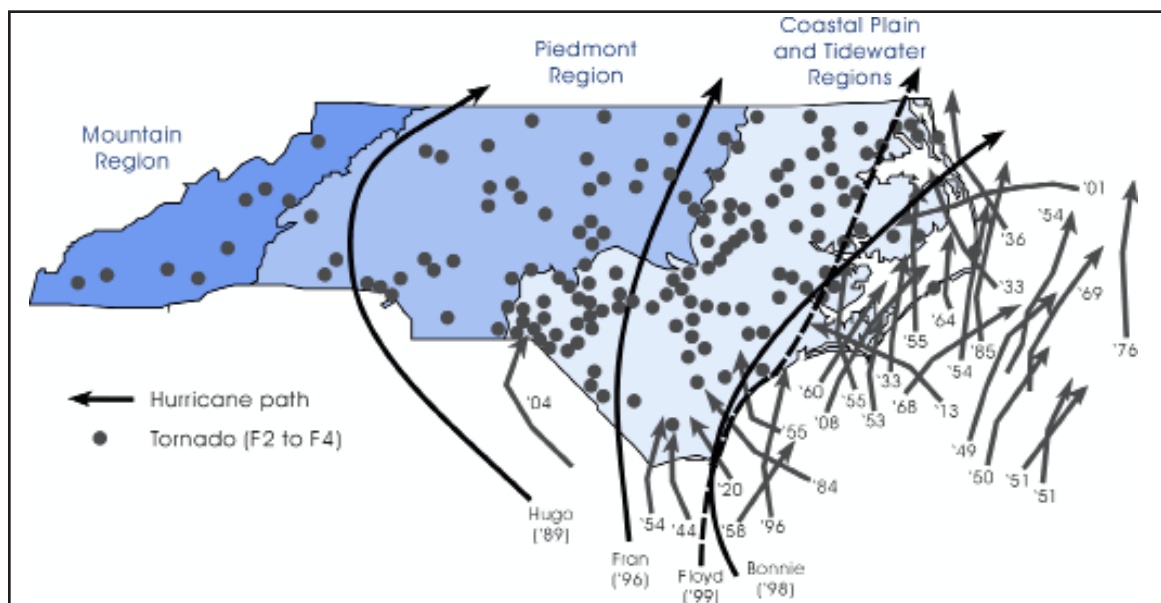 Coastal Plain
and Tidewater
Regions
Piedmont
Region
Mountain
Region
'01
'54
'36
'33
'69
'64
'55
'85
'76
'54
'33
'60
'55
'68
'13
'08
'53
Hurricane path
'04
Tornado (F2 to F4)
'55
'49
'84
'50
'51
'20
'51
Hugo
('89)
'54
'44
'58
'96
Fran
('96)
Floyd
('99)
Bonnie
('98)